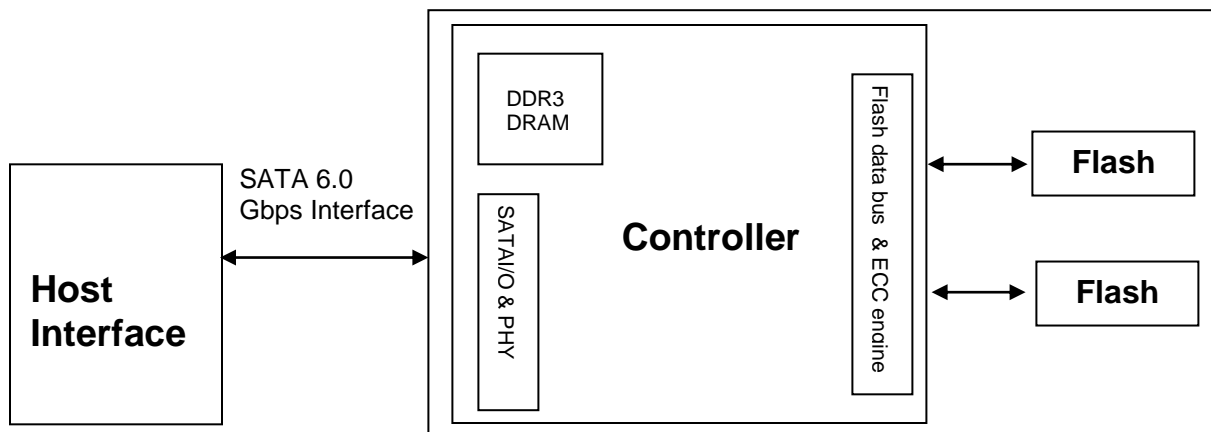 DDR3
DRAM
SATA 6.0
Gbps Interface
Host
Interface
SATAI/O & PHY
Controller
Flash data bus & ECC engine
Flash
Flash